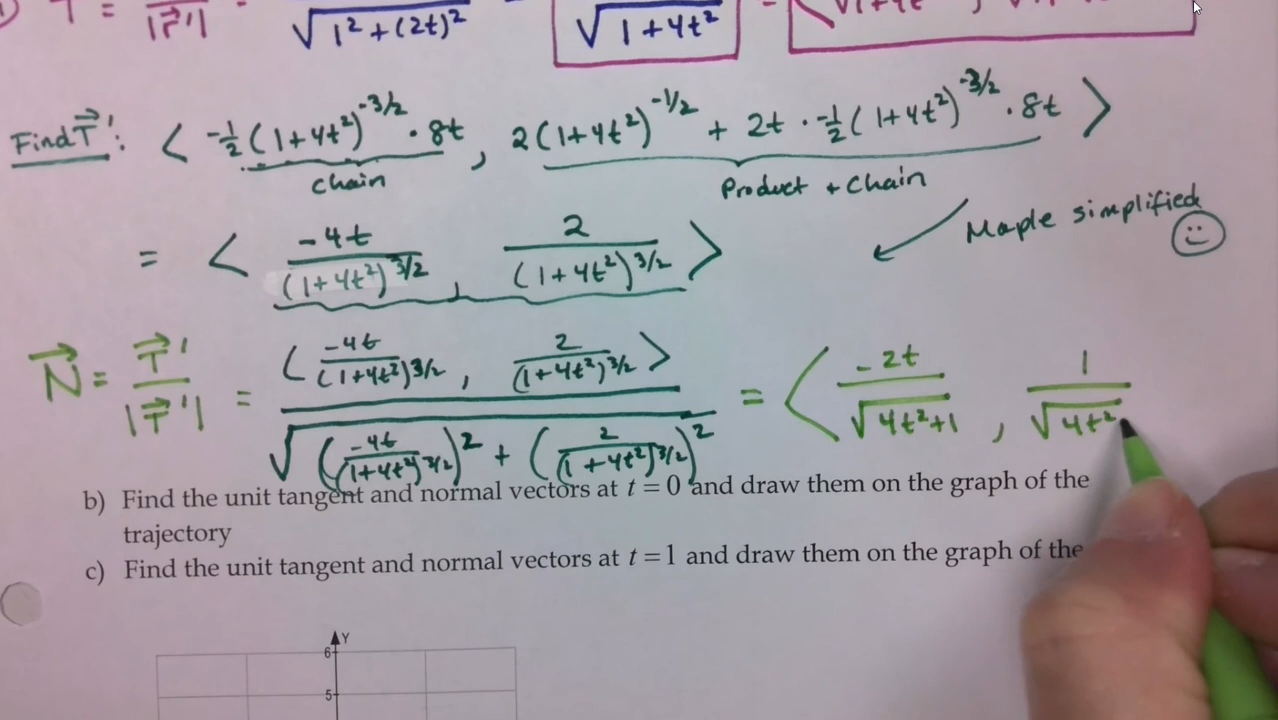 T = / |r⃗'| √(1² + (2t)²) √(1+4t²)
Find T⃗': < -½(1+4t²)^(-3/2) · 8t , 2(1+4t²)^(-1/2) + 2t · -½(1+4t²)^(-3/2) · 8t >
chain Product + Chain
= < -4t/(1+4t²)^(3/2) , 2/(1+4t²)^(3/2) > Maple simplified
N⃗ = T⃗'/|T⃗'| = < -4t/(1+4t²)^(3/2) , 2/(1+4t²)^(3/2) > / √((-4t/(1+4t²)^(3/2))² + (2/(1+4t²)^(3/2))²) = < -2t/√(4t²+1) , 1/√(4t²
b) Find the unit tangent and normal vectors at t = 0 and draw them on the graph of the
trajectory
c) Find the unit tangent and normal vectors at t = 1 and draw them on the graph of the
Y
6
5